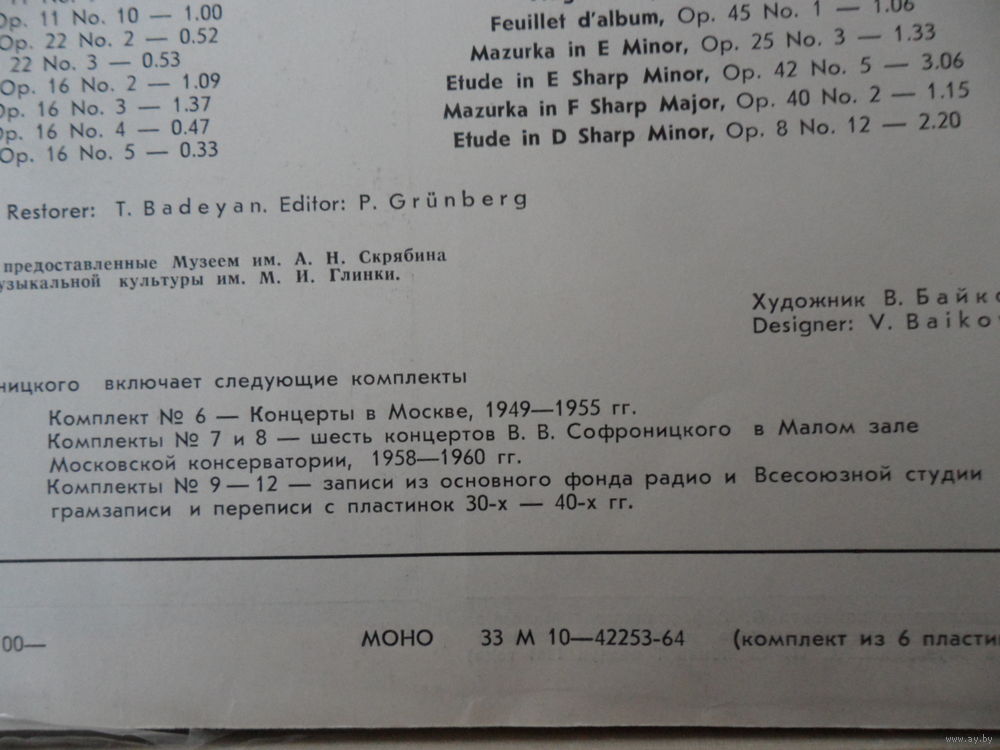 Op. 11 No. 10 — 1.00
Op. 22 No. 2 — 0.52
22 No. 3 — 0.53
Op. 16 No. 2 — 1.09
Op. 16 No. 3 — 1.37
Op. 16 No. 4 — 0.47
Op. 16 No. 5 — 0.33
Feuillet d'album, Op. 45 No. 1 — 1.06
Mazurka in E Minor, Op. 25 No. 3 — 1.33
Etude in E Sharp Minor, Op. 42 No. 5 — 3.06
Mazurka in F Sharp Major, Op. 40 No. 2 — 1.15
Etude in D Sharp Minor, Op. 8 No. 12 — 2.20
Restorer: T. Badeyan. Editor: P. Grünberg
предоставленные Музеем им. А. Н. Скрябина
узыкальной культуры им. М. И. Глинки.
Художник В. Байко
Designer: V. Baiko
ницкого включает следующие комплекты
Комплект № 6 — Концерты в Москве, 1949—1955 гг.
Комплекты № 7 и 8 — шесть концертов В. В. Софроницкого в Малом зале
Московской консерватории, 1958—1960 гг.
Комплекты № 9—12 — записи из основного фонда радио и Всесоюзной студии
грамзаписи и переписи с пластинок 30-х — 40-х гг.
00— МОНО 33 М 10—42253-64 (комплект из 6 пласти
www.ay.by